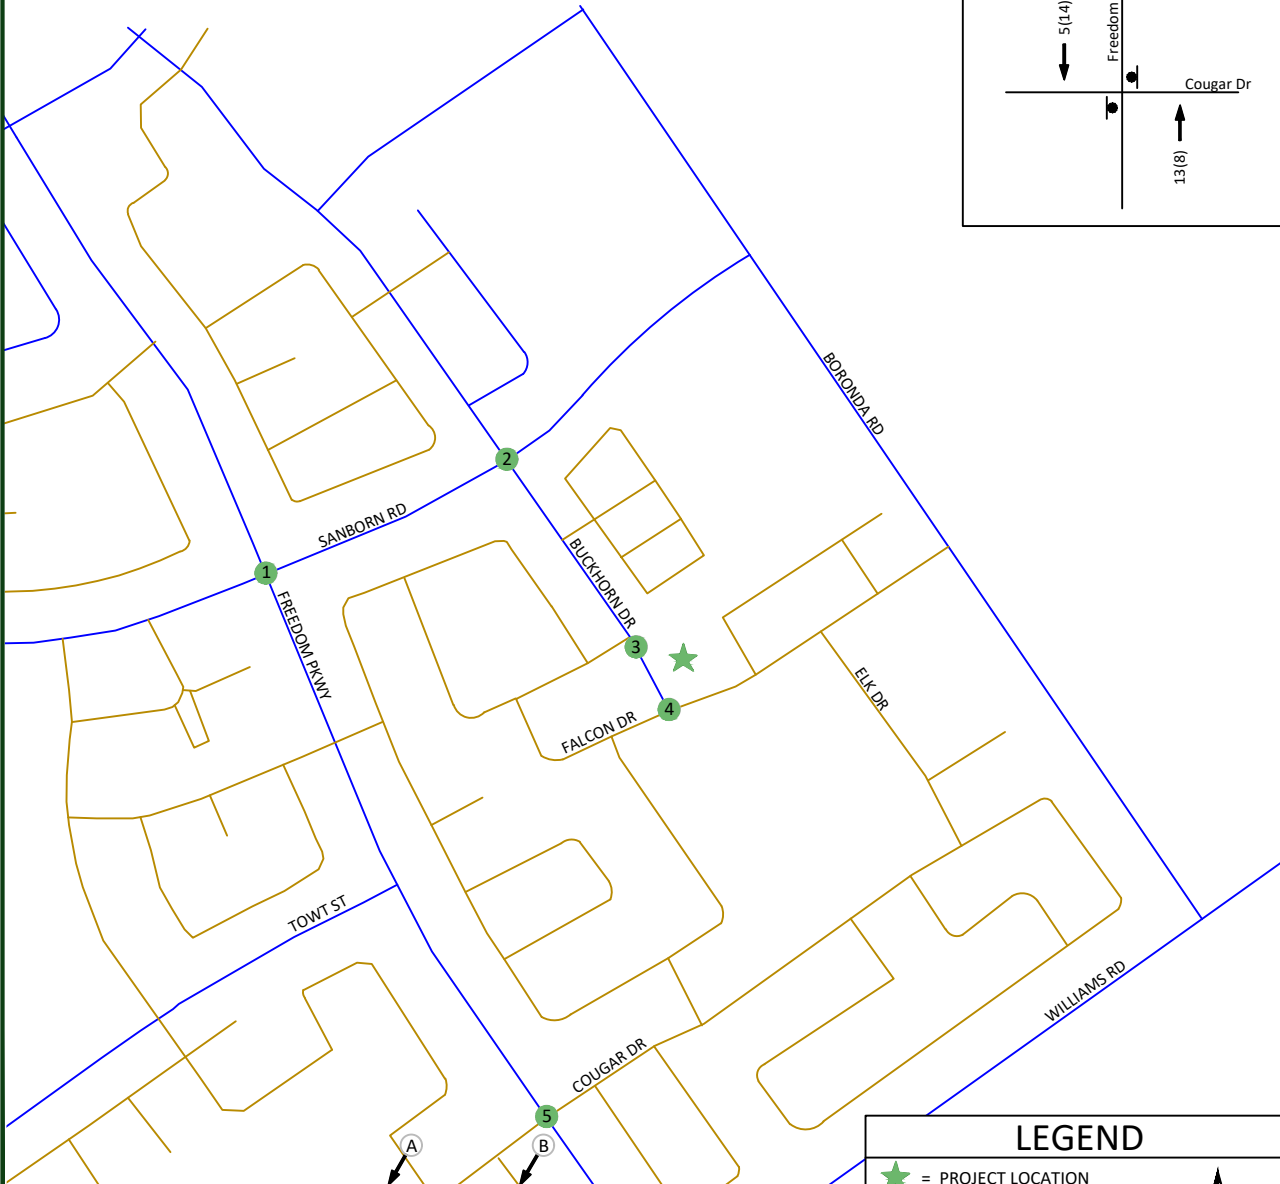 5(14)
Freedom
Cougar Dr
13(8)
BORONDA RD
2
SANBORN RD
BUCKHORN DR
1
FREEDOM PKWY
3
ELK DR
4
FALCON DR
TOWT ST
WILLIAMS RD
COUGAR DR
5
A
B
LEGEND
= PROJECT LOCATION